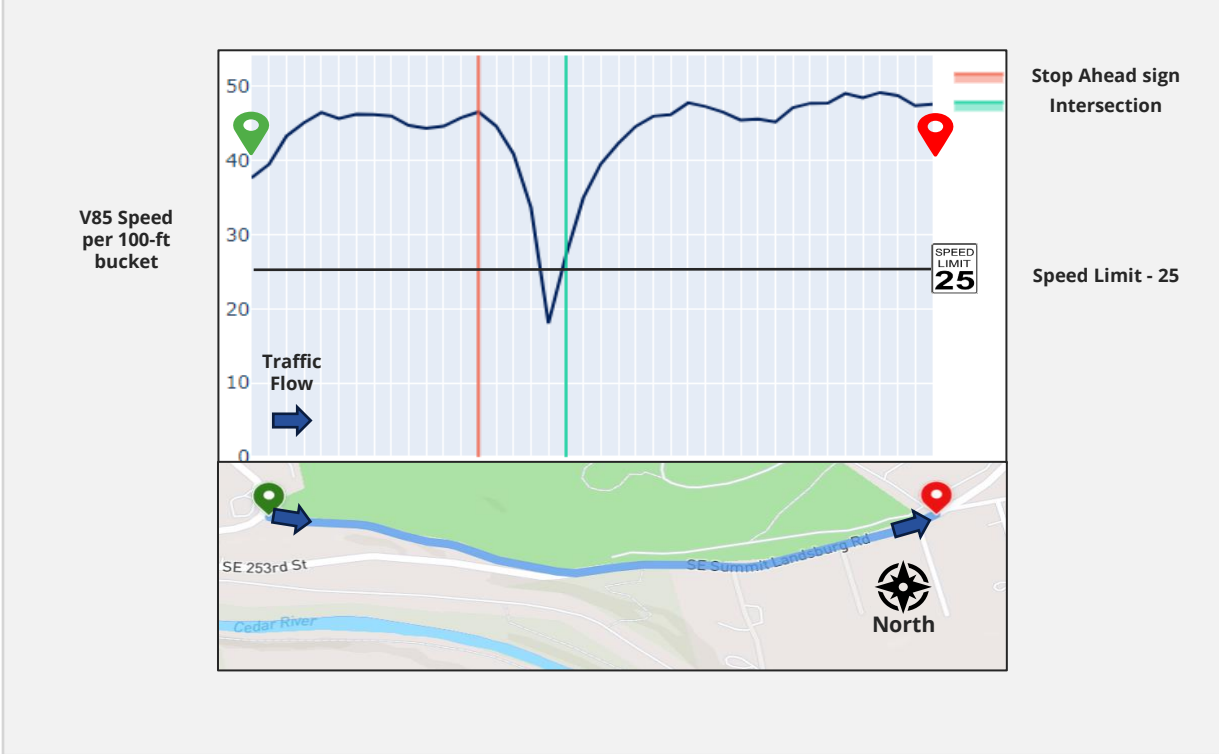 50
40
30
20
10
0
V85 Speed
per 100-ft
bucket
Traffic
Flow
Stop Ahead sign
Intersection
SPEED
LIMIT
25
Speed Limit - 25
SE 253rd St
SE Summit Landsburg Rd
Cedar River
North